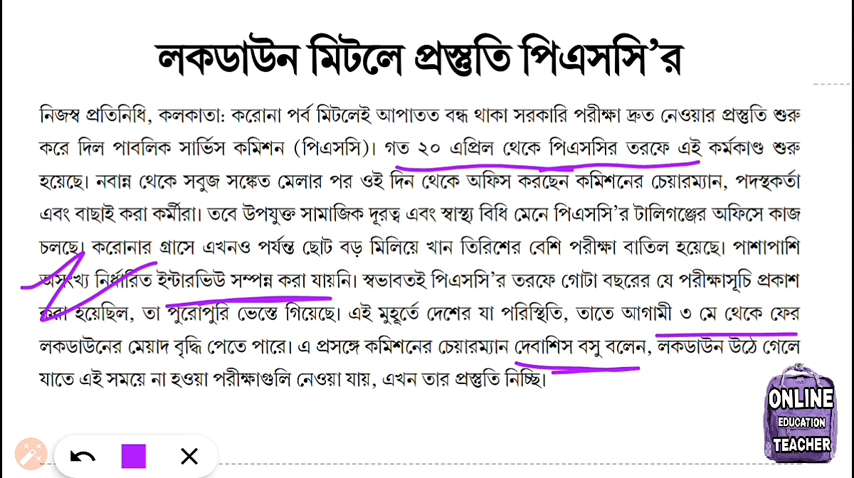 লকডাউন মিটলে প্রস্তুতি পিএসসি’র
নিজস্ব প্রতিনিধি, কলকাতা: করোনা পর্ব মিটলেই আপাতত বন্ধ থাকা সরকারি পরীক্ষা দ্রুত নেওয়ার প্রস্তুতি শুরু
করে দিল পাবলিক সার্ভিস কমিশন (পিএসসি)। গত ২০ এপ্রিল থেকে পিএসসির তরফে এই কর্মকাণ্ড শুরু
হয়েছে। নবান্ন থেকে সবুজ সঙ্কেত মেলার পর ওই দিন থেকে অফিস করছেন কমিশনের চেয়ারম্যান, পদস্থকর্তা
এবং বাছাই করা কর্মীরা। তবে উপযুক্ত সামাজিক দূরত্ব এবং স্বাস্থ্য বিধি মেনে পিএসসি’র টালিগঞ্জের অফিসে কাজ
চলছে। করোনার গ্রাসে এখনও পর্যন্ত ছোট বড় মিলিয়ে খান তিরিশের বেশি পরীক্ষা বাতিল হয়েছে। পাশাপাশি
অসংখ্য নির্ধারিত ইন্টারভিউ সম্পন্ন করা যায়নি। স্বভাবতই পিএসসি’র তরফে গোটা বছরের যে পরীক্ষাসূচি প্রকাশ
করা হয়েছিল, তা পুরোপুরি ভেস্তে গিয়েছে। এই মুহূর্তে দেশের যা পরিস্থিতি, তাতে আগামী ৩ মে থেকে ফের
লকডাউনের মেয়াদ বৃদ্ধি পেতে পারে। এ প্রসঙ্গে কমিশনের চেয়ারম্যান দেবাশিস বসু বলেন, লকডাউন উঠে গেলে
যাতে এই সময়ে না হওয়া পরীক্ষাগুলি নেওয়া যায়, এখন তার প্রস্তুতি নিচ্ছি।
ONLINE
EDUCATION
TEACHER